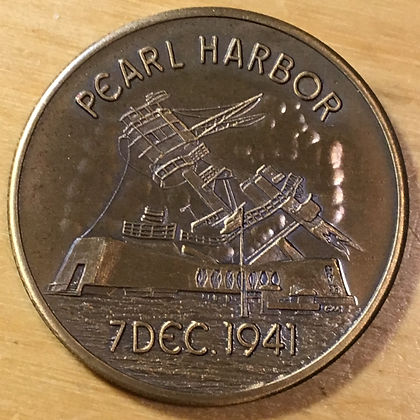 PEARL HARBOR
7 DEC. 1941